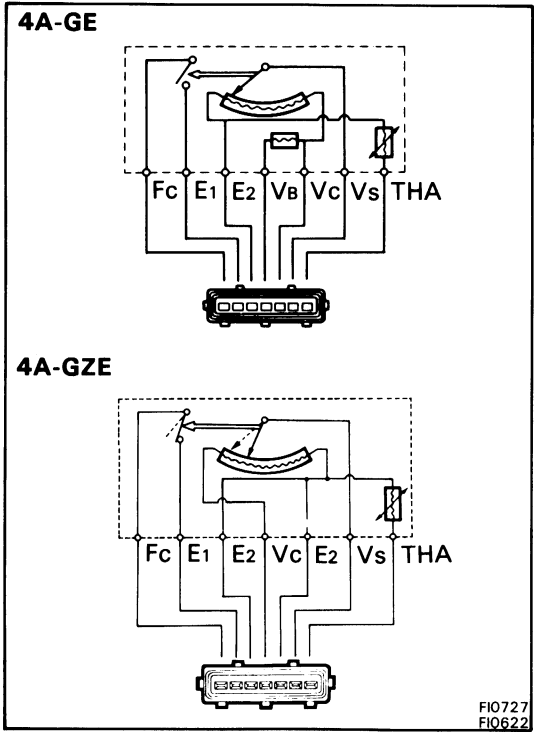 4A-GE
Fc E1 E2 VB Vc Vs THA
4A-GZE
Fc E1 E2 Vc E2 Vs THA
FI0727
FI0622